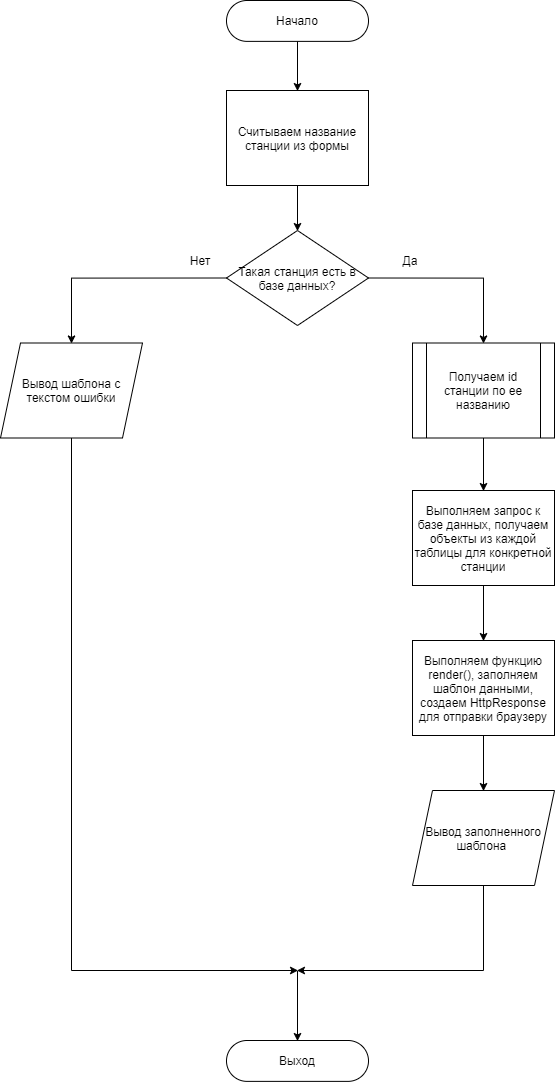 Начало
Считываем название
станции из формы
Нет
Да
Такая станция есть в
базе данных?
Вывод шаблона с
текстом ошибки
Получаем id
станции по ее
названию
Выполняем запрос к
базе данных, получаем
объекты из каждой
таблицы для конкретной
станции
Выполняем функцию
render(), заполняем
шаблон данными,
создаем HttpResponse
для отправки браузеру
Вывод заполненного
шаблона
Выход